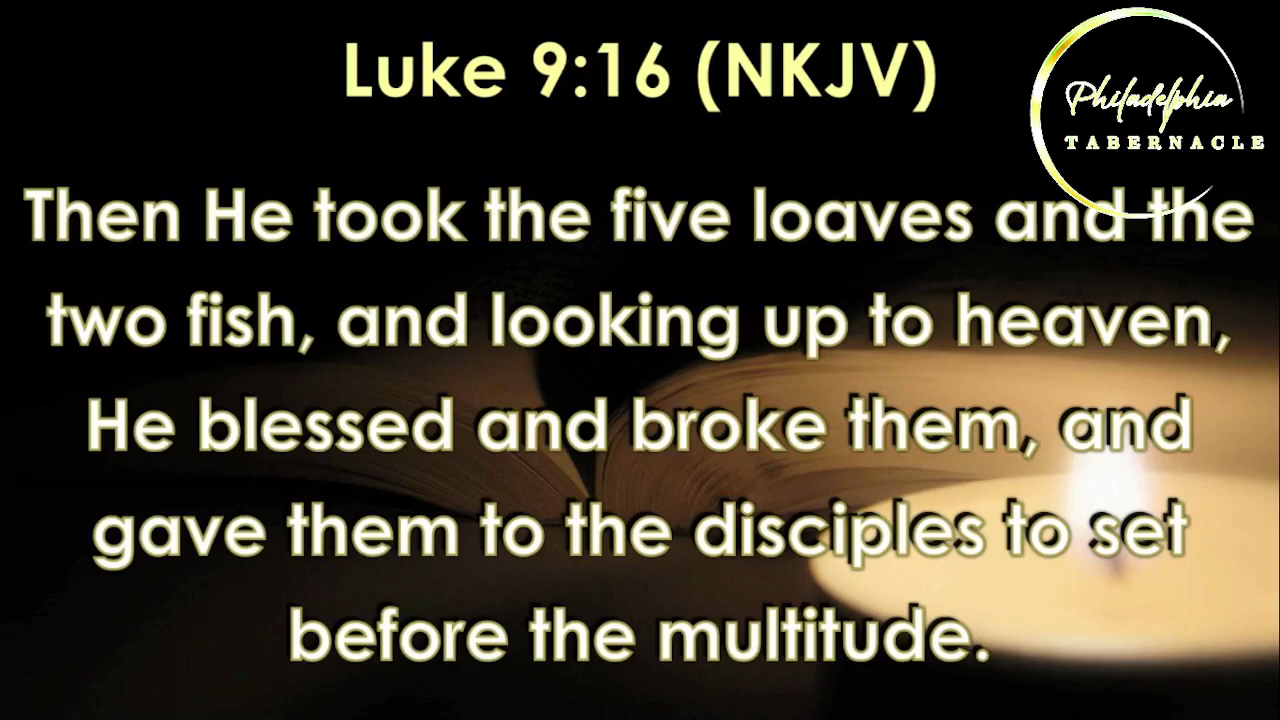 Luke 9:16 (NKJV)
Philadelphia
TABERNACLE
Then He took the five loaves and the
two fish, and looking up to heaven,
He blessed and broke them, and
gave them to the disciples to set
before the multitude.